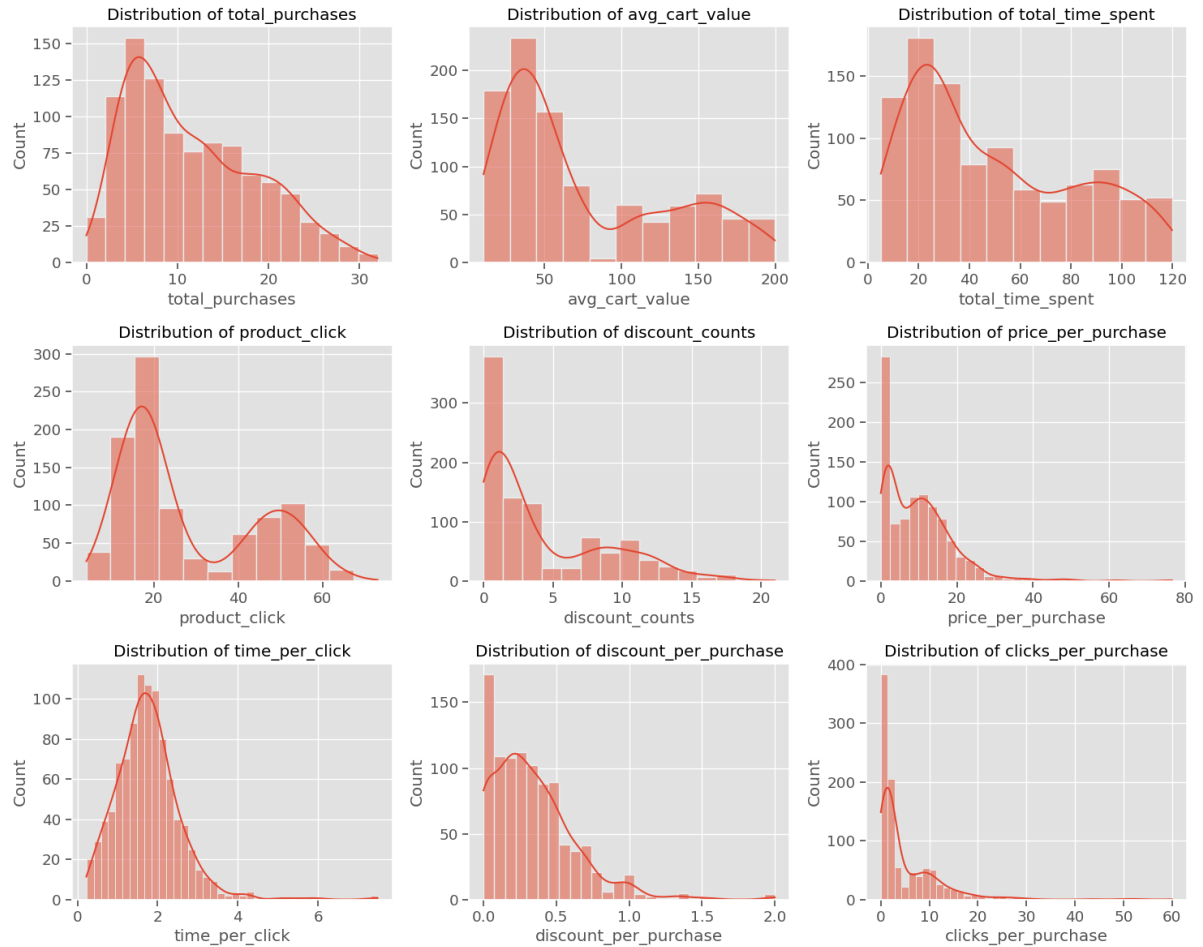 Distribution of total_purchases
Distribution of avg_cart_value
Distribution of total_time_spent
Count
150
125
100
75
50
25
0
0 10 20 30
total_purchases
Count
200
150
100
50
0
50 100 150 200
avg_cart_value
Count
150
100
50
0
0 20 40 60 80 100 120
total_time_spent
Distribution of product_click
Distribution of discount_counts
Distribution of price_per_purchase
Count
300
250
200
150
100
50
0
20 40 60
product_click
Count
300
200
100
0
0 5 10 15 20
discount_counts
Count
250
200
150
100
50
0
0 20 40 60 80
price_per_purchase
Distribution of time_per_click
Distribution of discount_per_purchase
Distribution of clicks_per_purchase
Count
100
80
60
40
20
0
0 2 4 6
time_per_click
Count
150
100
50
0
0.0 0.5 1.0 1.5 2.0
discount_per_purchase
Count
400
300
200
100
0
0 10 20 30 40 50 60
clicks_per_purchase